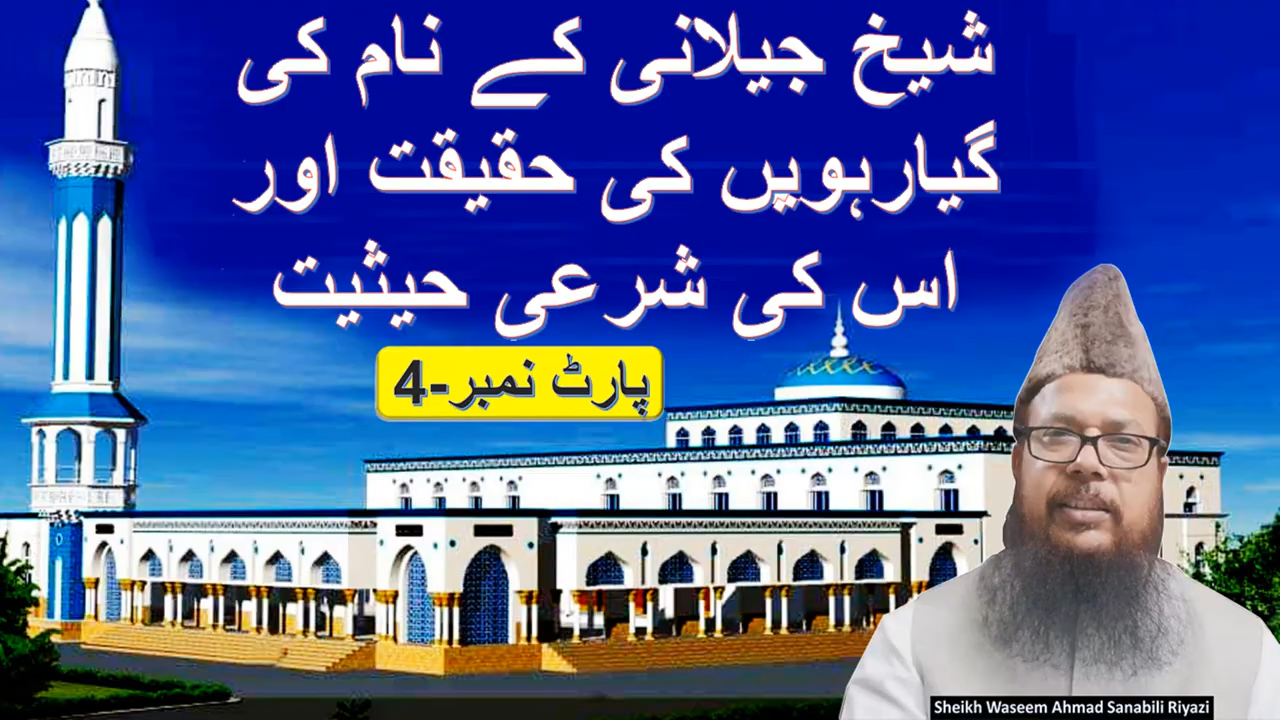 شیخ جیلانی کے نام کی
گیارہویں کی حقیقت اور
اس کی شرعی حیثیت
پارٹ نمبر-4
Sheikh Waseem Ahmad Sanabili Riyazi